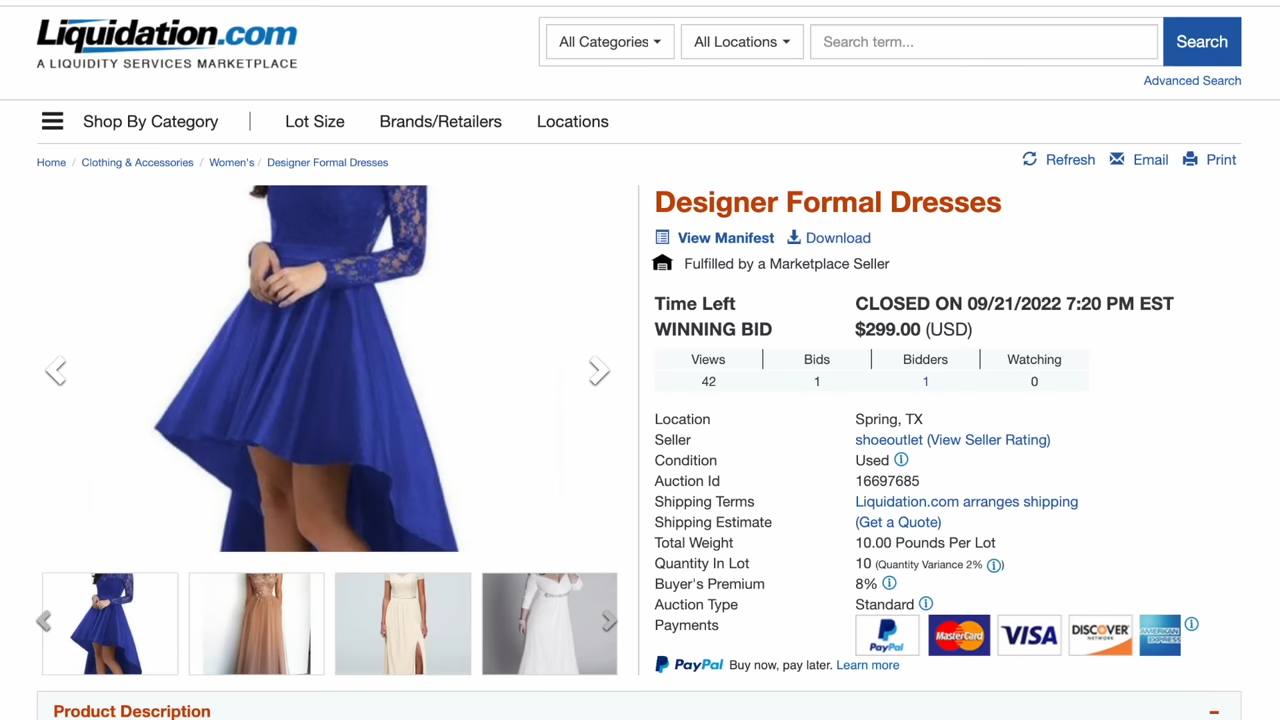 Liquidation.com
A LIQUIDITY SERVICES MARKETPLACE
All Categories
All Locations
Search term...
Search
Advanced Search
Shop By Category
Lot Size
Brands/Retailers
Locations
Home / Clothing & Accessories / Women's / Designer Formal Dresses
Refresh
Email
Print
Designer Formal Dresses
View Manifest
Download
Fulfilled by a Marketplace Seller
Time Left CLOSED ON 09/21/2022 7:20 PM EST
WINNING BID $299.00 (USD)
Views Bids Bidders Watching
42 1 1 0
Location Spring, TX
Seller shoeoutlet (View Seller Rating)
Condition Used
Auction Id 16697685
Shipping Terms Liquidation.com arranges shipping
Shipping Estimate (Get a Quote)
Total Weight 10.00 Pounds Per Lot
Quantity In Lot 10 (Quantity Variance 2% )
Buyer's Premium 8%
Auction Type Standard
Payments
PayPal MasterCard VISA DISCOVER NETWORK AMERICAN EXPRESS
PayPal Buy now, pay later. Learn more
Product Description